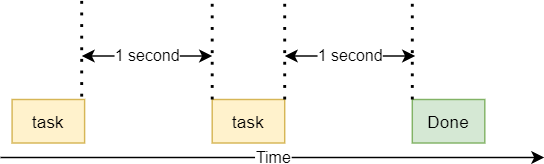 1 second
1 second
task
task
Done
Time